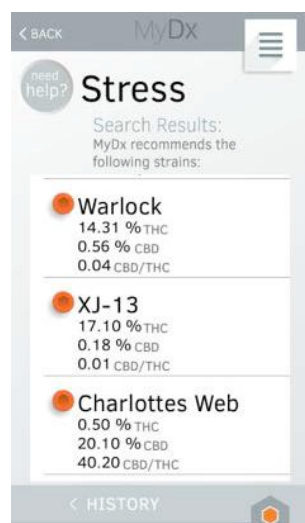 < BACK MyDx
need
help?
Stress
Search Results:
MyDx recommends the
following strains:
Warlock
14.31 % THC
0.56 % CBD
0.04 CBD/THC
XJ-13
17.10 % THC
0.18 % CBD
0.01 CBD/THC
Charlottes Web
0.50 % THC
20.10 % CBD
40.20 CBD/THC
< HISTORY